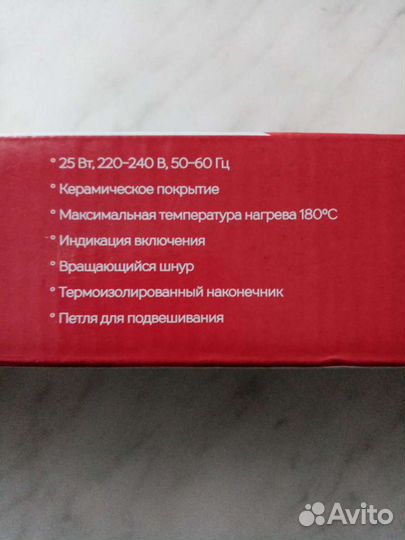 ° 25 Вт, 220-240 В, 50-60 Гц
° Керамическое покрытие
° Максимальная температура нагрева 180°С
° Индикация включения
° Вращающийся шнур
° Термоизолированный наконечник
° Петля для подвешивания
Avito